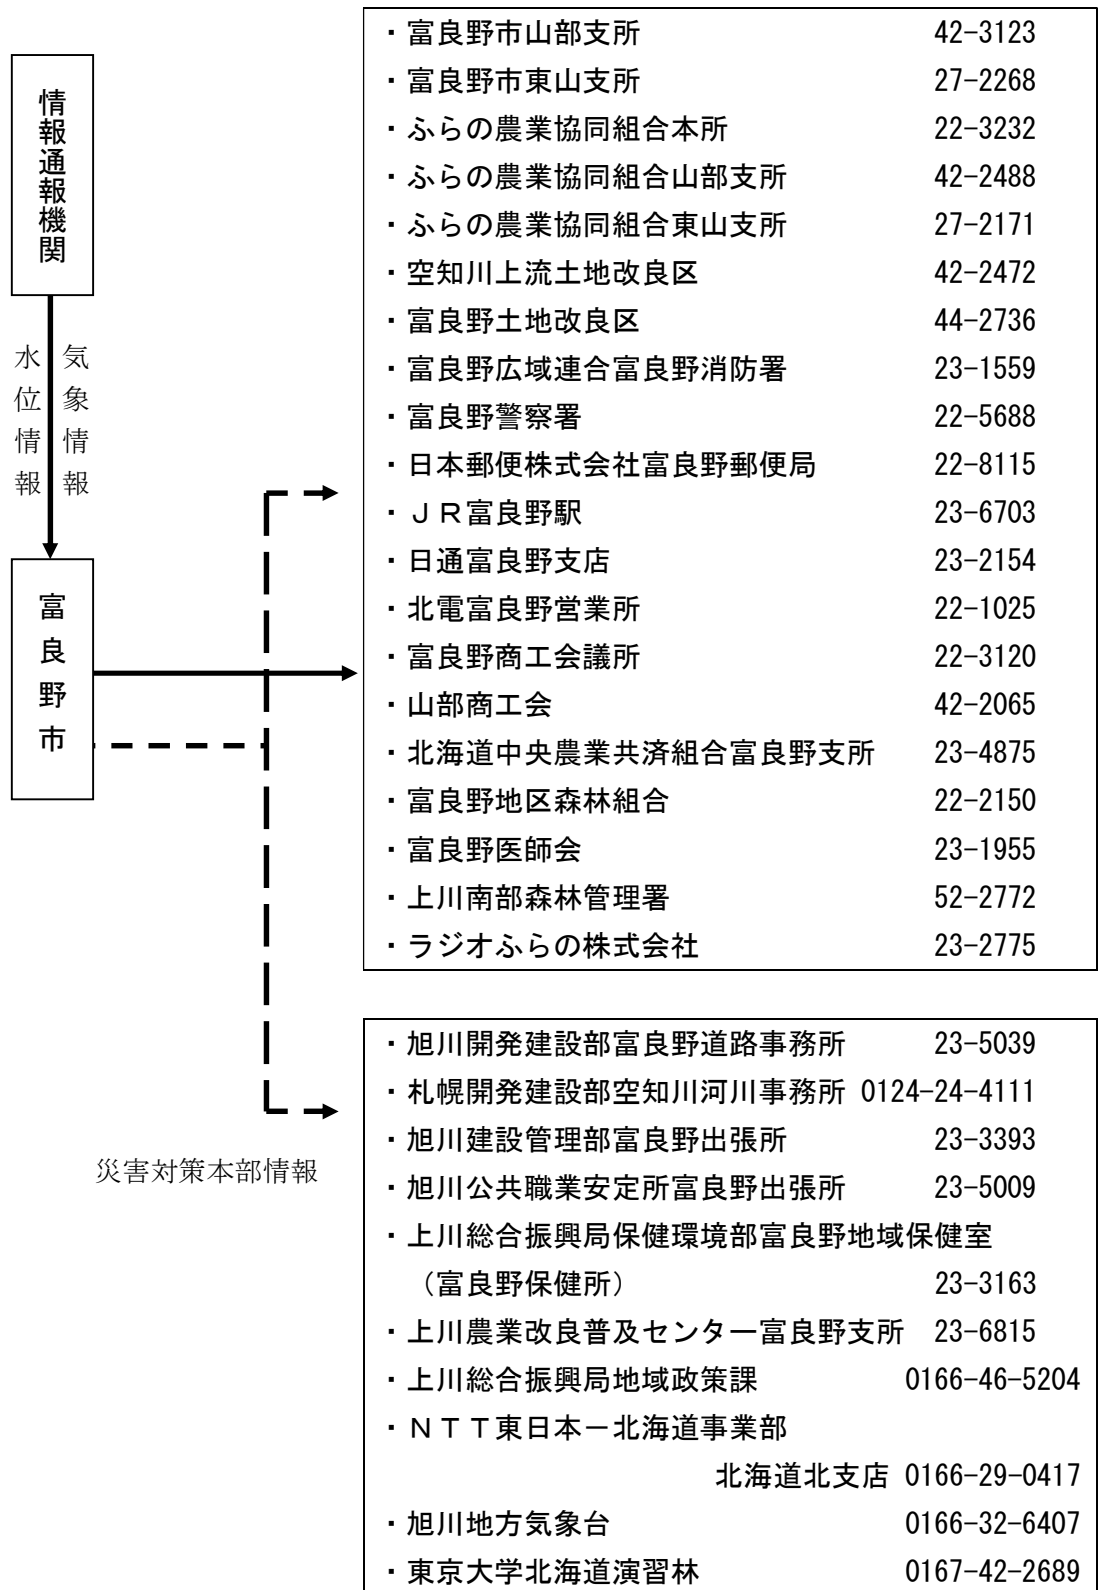 情報通報機関
気象情報
水位情報
富良野市
災害対策本部情報
・富良野市山部支所 42-3123
・富良野市東山支所 27-2268
・ふらの農業協同組合本所 22-3232
・ふらの農業協同組合山部支所 42-2488
・ふらの農業協同組合東山支所 27-2171
・空知川上流土地改良区 42-2472
・富良野土地改良区 44-2736
・富良野広域連合富良野消防署 23-1559
・富良野警察署 22-5688
・日本郵便株式会社富良野郵便局 22-8115
・ＪＲ富良野駅 23-6703
・日通富良野支店 23-2154
・北電富良野営業所 22-1025
・富良野商工会議所 22-3120
・山部商工会 42-2065
・北海道中央農業共済組合富良野支所 23-4875
・富良野地区森林組合 22-2150
・富良野医師会 23-1955
・上川南部森林管理署 52-2772
・ラジオふらの株式会社 23-2775
・旭川開発建設部富良野道路事務所 23-5039
・札幌開発建設部空知川河川事務所 0124-24-4111
・旭川建設管理部富良野出張所 23-3393
・旭川公共職業安定所富良野出張所 23-5009
・上川総合振興局保健環境部富良野地域保健室
（富良野保健所） 23-3163
・上川農業改良普及センター富良野支所 23-6815
・上川総合振興局地域政策課 0166-46-5204
・ＮＴＴ東日本－北海道事業部
北海道北支店 0166-29-0417
・旭川地方気象台 0166-32-6407
・東京大学北海道演習林 0167-42-2689